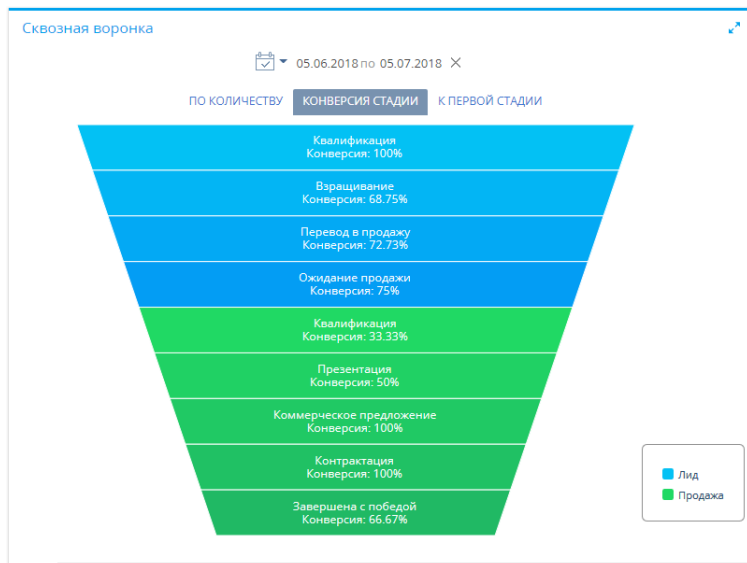 Сквозная воронка
05.06.2018 по 05.07.2018
ПО КОЛИЧЕСТВУ КОНВЕРСИЯ СТАДИИ К ПЕРВОЙ СТАДИИ
Квалификация
Конверсия: 100%
Взращивание
Конверсия: 68.75%
Перевод в продажу
Конверсия: 72.73%
Ожидание продажи
Конверсия: 75%
Квалификация
Конверсия: 33.33%
Презентация
Конверсия: 50%
Коммерческое предложение
Конверсия: 100%
Контрактация
Конверсия: 100%
Завершена с победой
Конверсия: 66.67%
Лид
Продажа